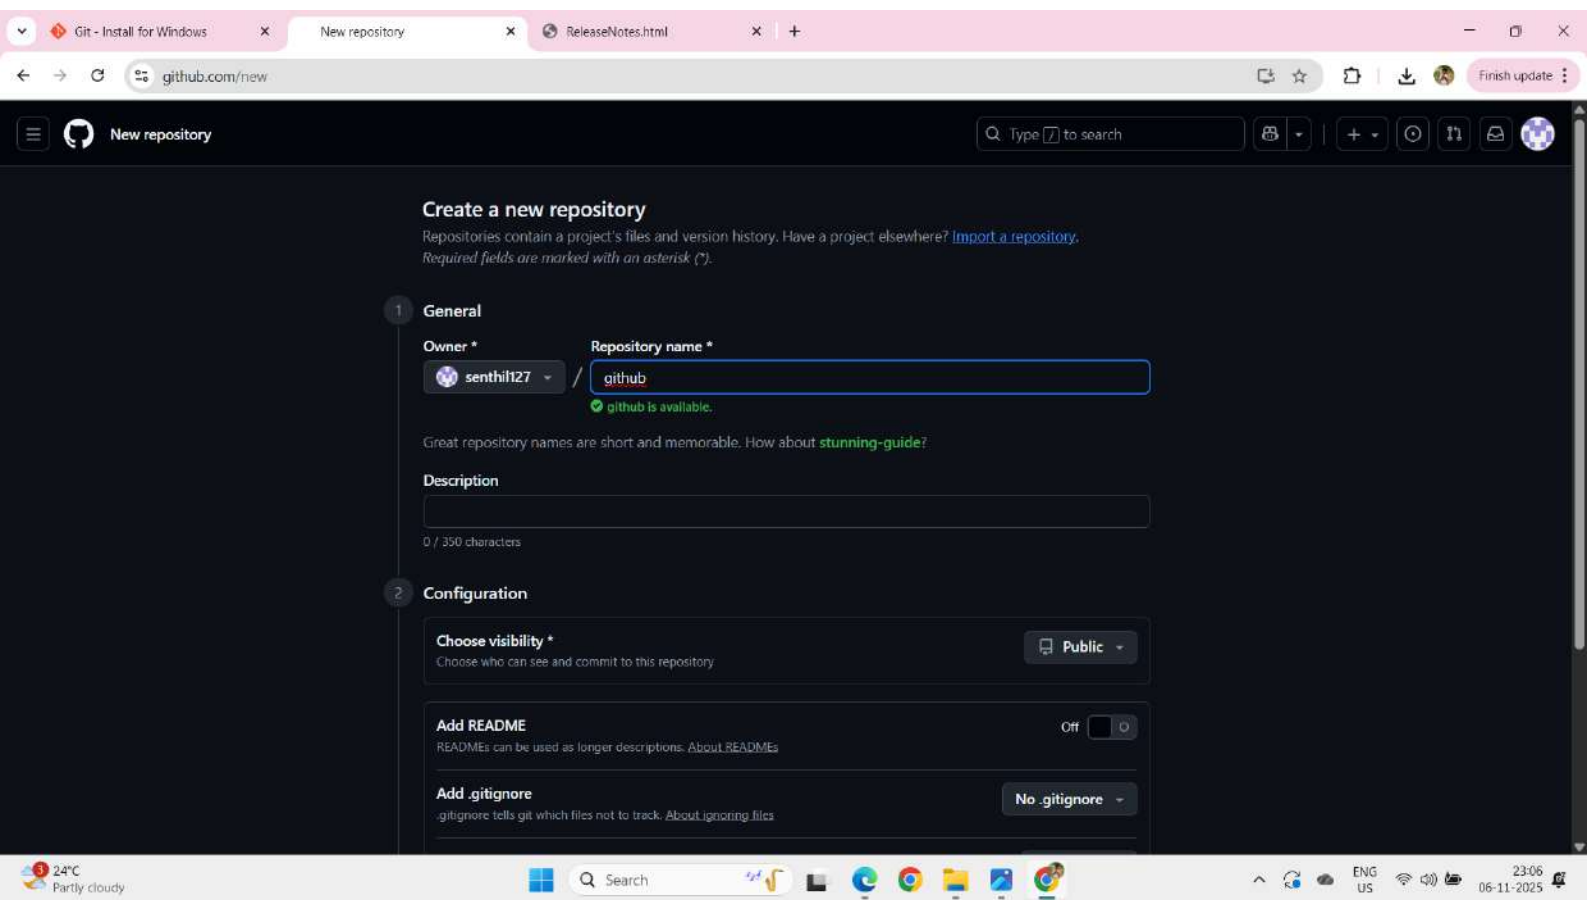 Git - Install for Windows
New repository
ReleaseNotes.html
github.com/new
Finish update
New repository
Type / to search
Create a new repository
Repositories contain a project's files and version history. Have a project elsewhere? Import a repository.
Required fields are marked with an asterisk (*).
1 General
Owner * Repository name *
senthil127 / github
github is available.
Great repository names are short and memorable. How about stunning-guide?
Description
0 / 350 characters
2 Configuration
Choose visibility * Public
Choose who can see and commit to this repository
Add README Off
READMEs can be used as longer descriptions. About READMEs
Add .gitignore No .gitignore
.gitignore tells git which files not to track. About ignoring files
3 24°C
Partly cloudy
Search
ENG
US
23:06
06-11-2025